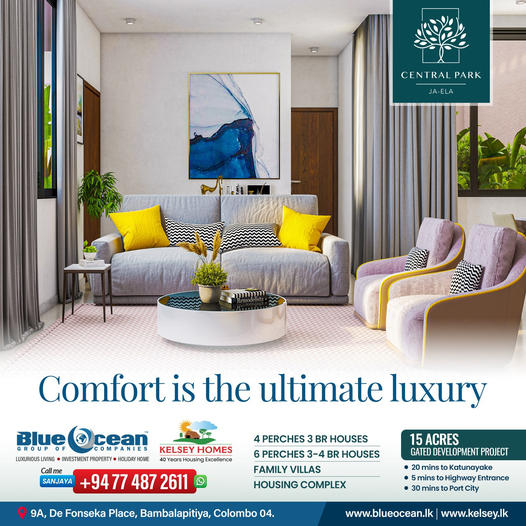 CENTRAL PARK
JA-ELA
Remodelista
Comfort is the ultimate luxury
Blue Ocean™
GROUP OF COMPANIES
LUXURIOUS LIVING • INVESTMENT PROPERTY • HOLIDAY HOME
KELSEY HOMES
40 Years Housing Excellence
Call me
SANJAYA
+94 77 487 2611
4 PERCHES 3 BR HOUSES
6 PERCHES 3-4 BR HOUSES
FAMILY VILLAS
HOUSING COMPLEX
15 ACRES
GATED DEVELOPMENT PROJECT
• 20 mins to Katunayake
• 5 mins to Highway Entrance
• 30 mins to Port City
9A, De Fonseka Place, Bambalapitiya, Colombo 04.
www.blueocean.lk | www.kelsey.lk